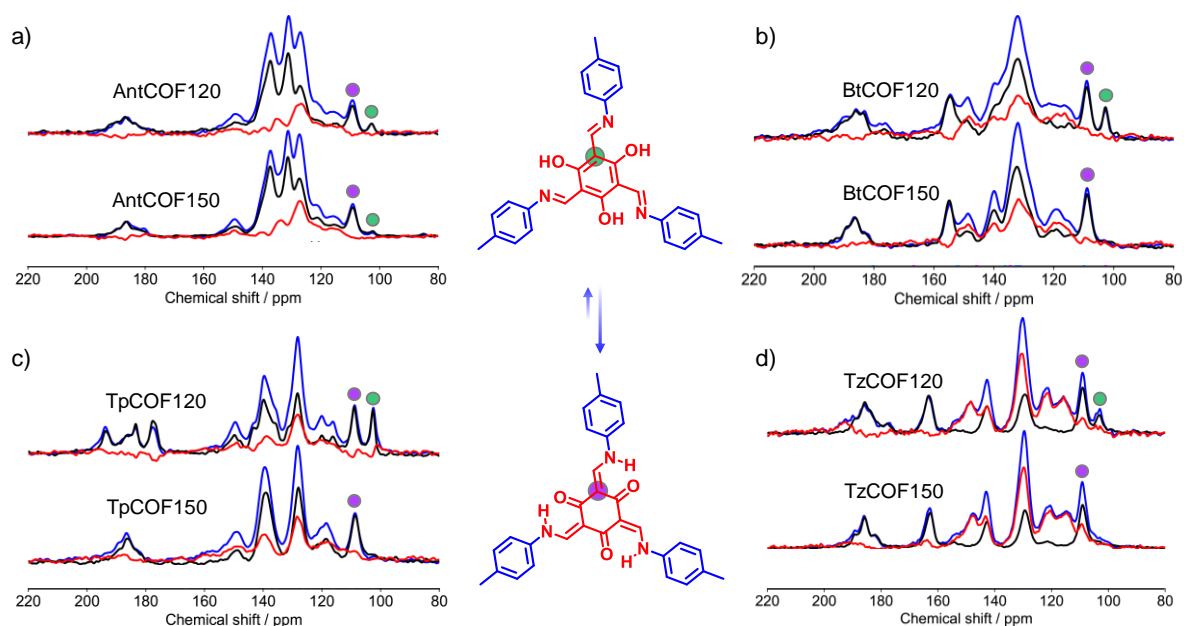 a)
AntCOF120
AntCOF150
220 200 180 160 140 120 100 80
Chemical shift / ppm
N
HO
OH
N
N
OH
b)
BtCOF120
BtCOF150
220 200 180 160 140 120 100 80
Chemical shift / ppm
c)
TpCOF120
TpCOF150
220 200 180 160 140 120 100 80
Chemical shift / ppm
N
H
O
O
H
N
O
N
H
d)
TzCOF120
TzCOF150
220 200 180 160 140 120 100 80
Chemical shift / ppm